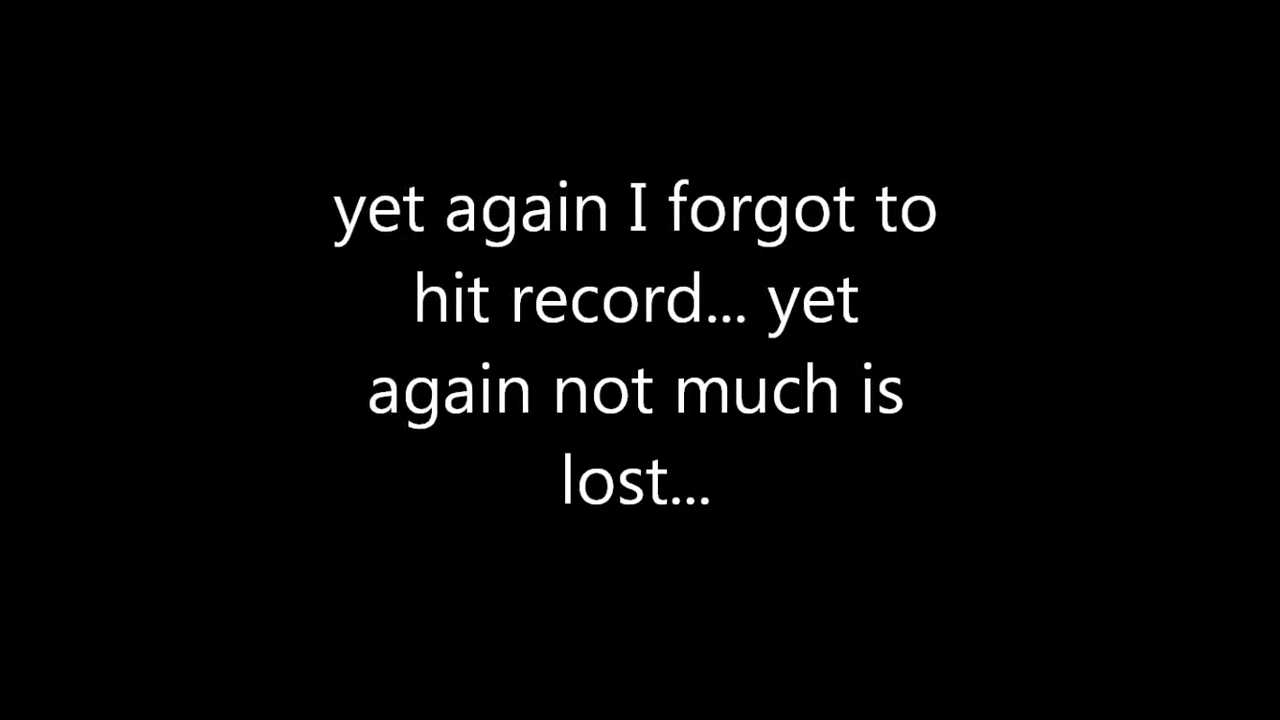 yet again I forgot to
hit record... yet
again not much is
lost...